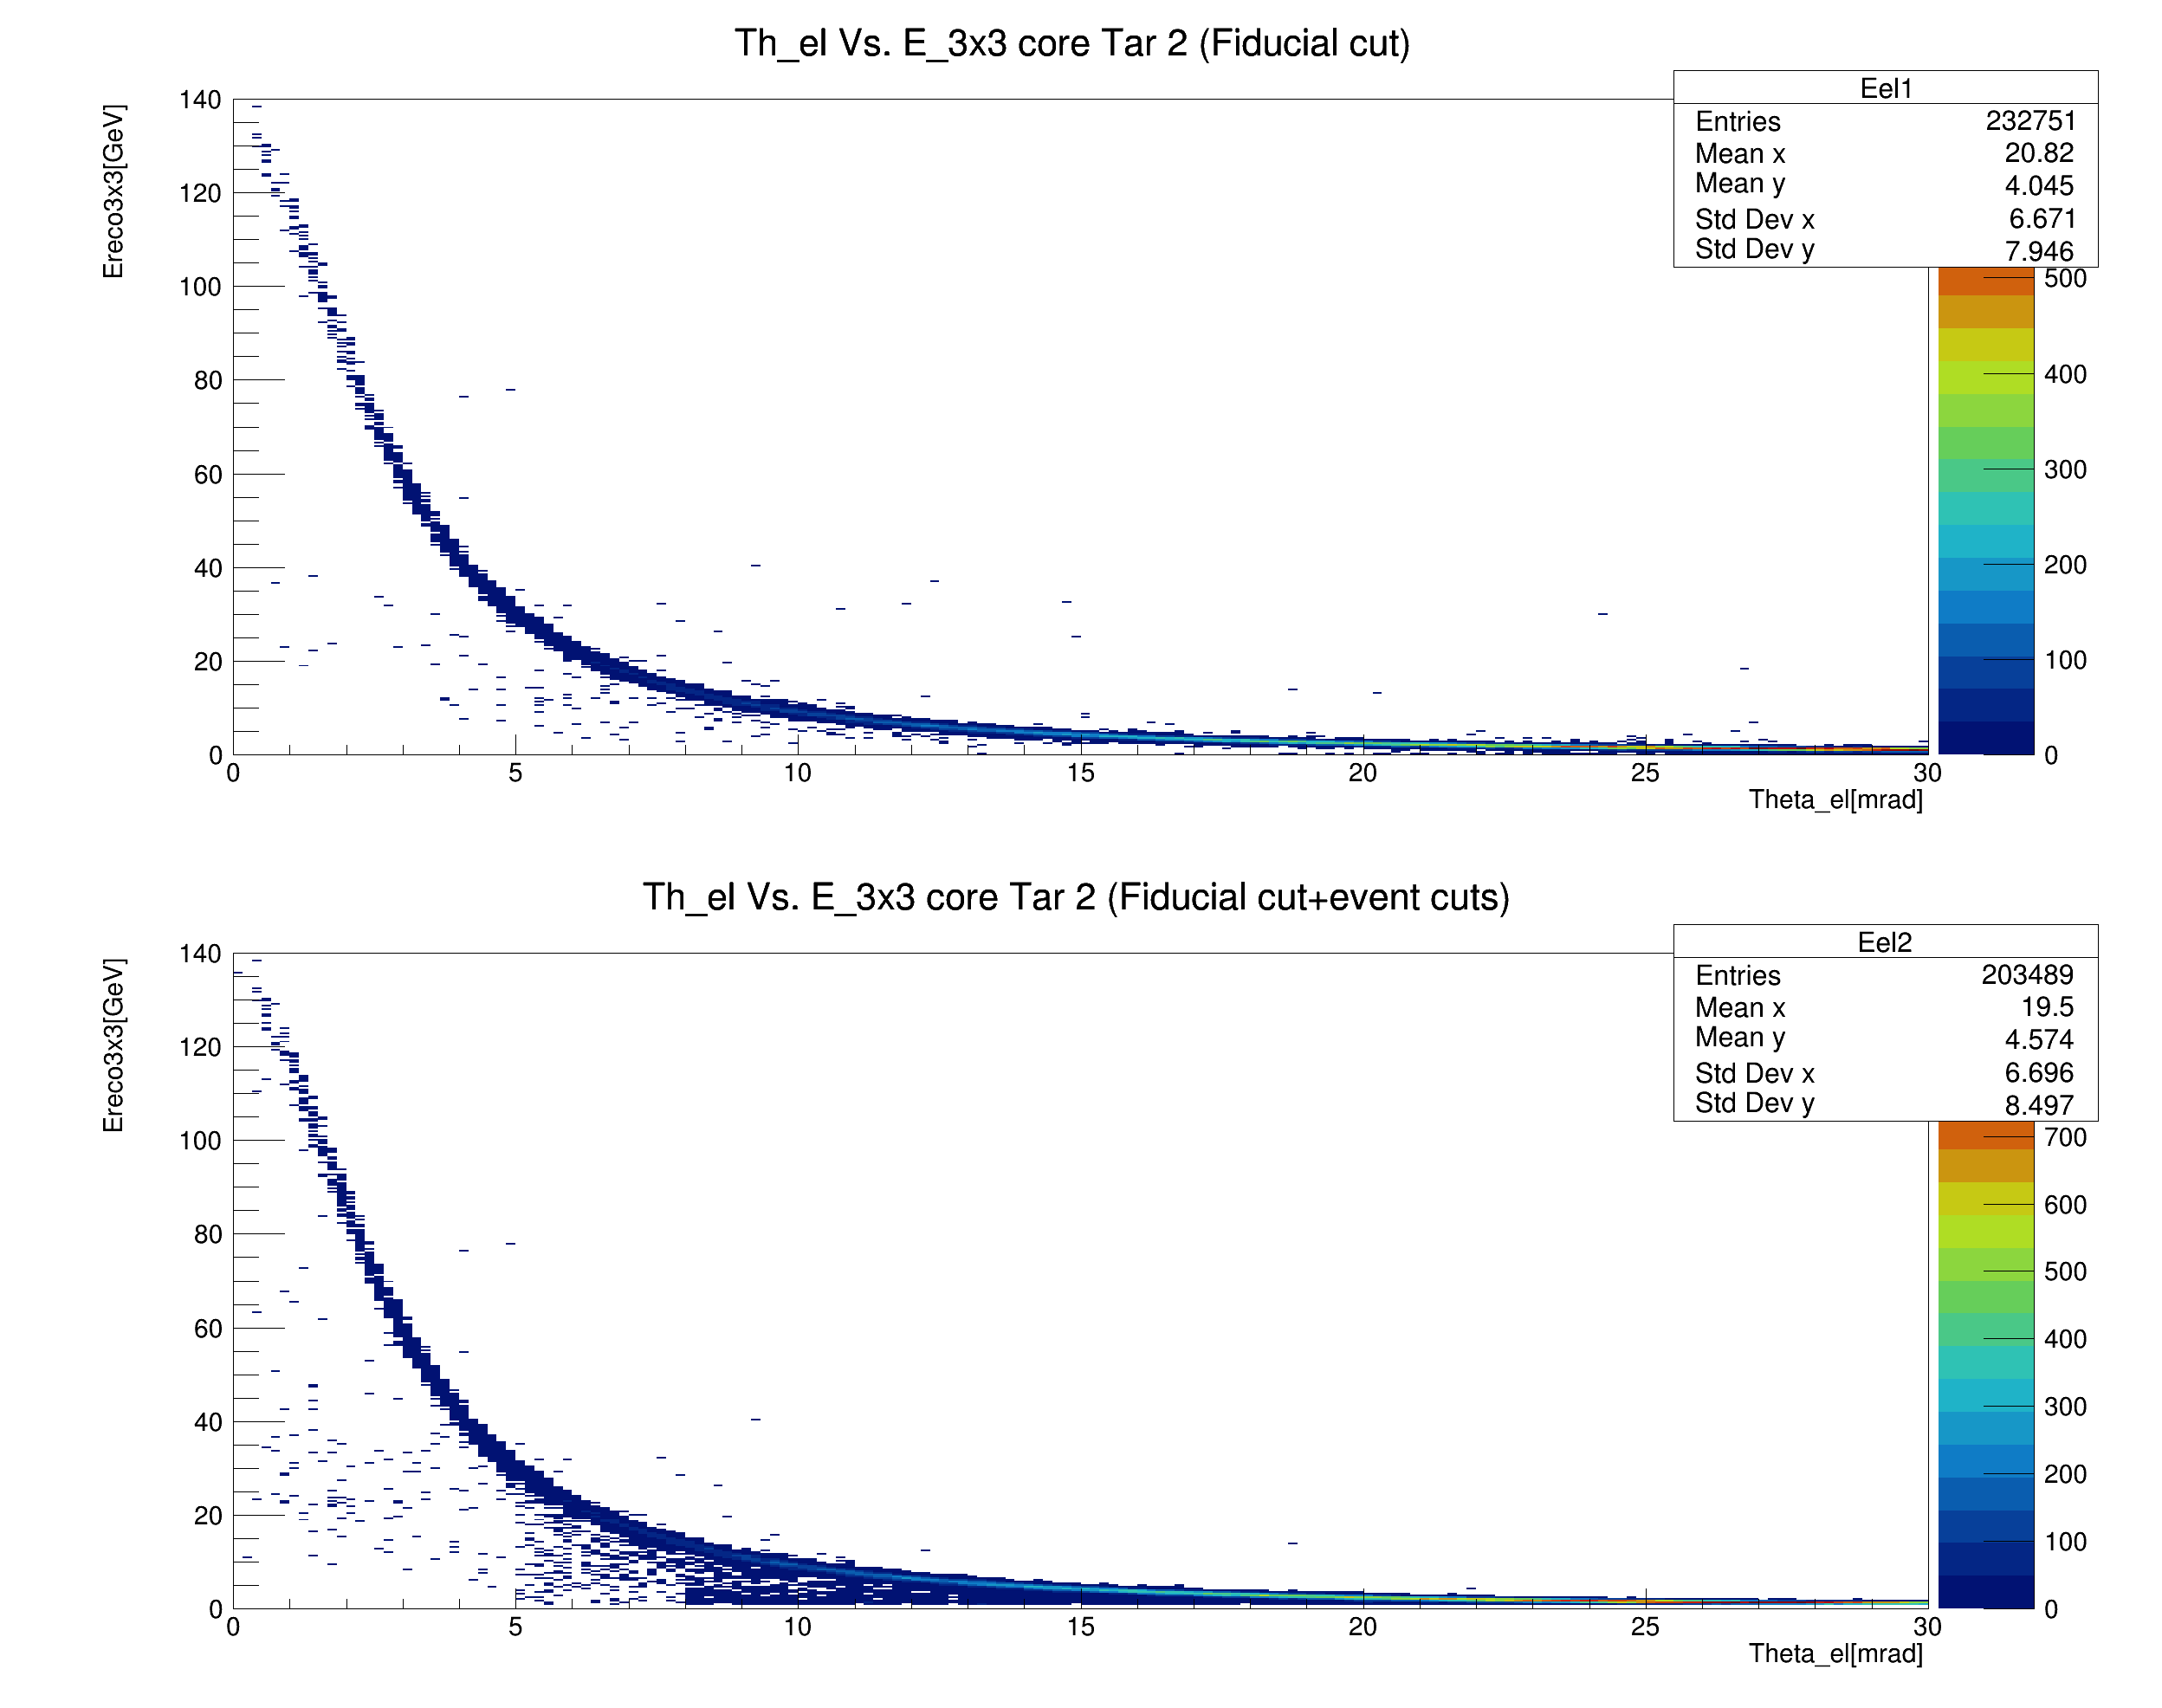 Th_el Vs. E_3x3 core Tar 2 (Fiducial cut)
Eel1
Entries 232751
Mean x 20.82
Mean y 4.045
Std Dev x 6.671
Std Dev y 7.946
Ereco3x3[GeV]
140
120
100
80
60
40
20
0
0 5 10 15 20 25 30
Theta_el[mrad]
500
400
300
200
100
0
Th_el Vs. E_3x3 core Tar 2 (Fiducial cut+event cuts)
Eel2
Entries 203489
Mean x 19.5
Mean y 4.574
Std Dev x 6.696
Std Dev y 8.497
Ereco3x3[GeV]
140
120
100
80
60
40
20
0
0 5 10 15 20 25 30
Theta_el[mrad]
700
600
500
400
300
200
100
0